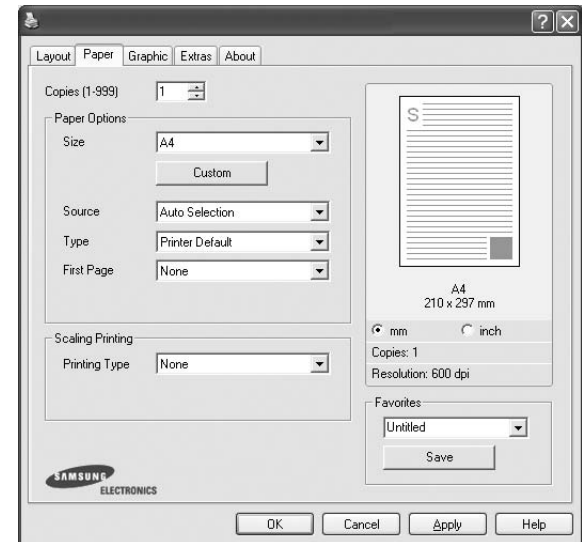 Layout Paper Graphic Extras About
Copies (1-999) 1
Paper Options
Size A4
Custom
Source Auto Selection
Type Printer Default
First Page None
Scaling Printing
Printing Type None
SAMSUNG
ELECTRONICS
S
A4
210 x 297 mm
mm inch
Copies: 1
Resolution: 600 dpi
Favorites
Untitled
Save
OK Cancel Apply Help